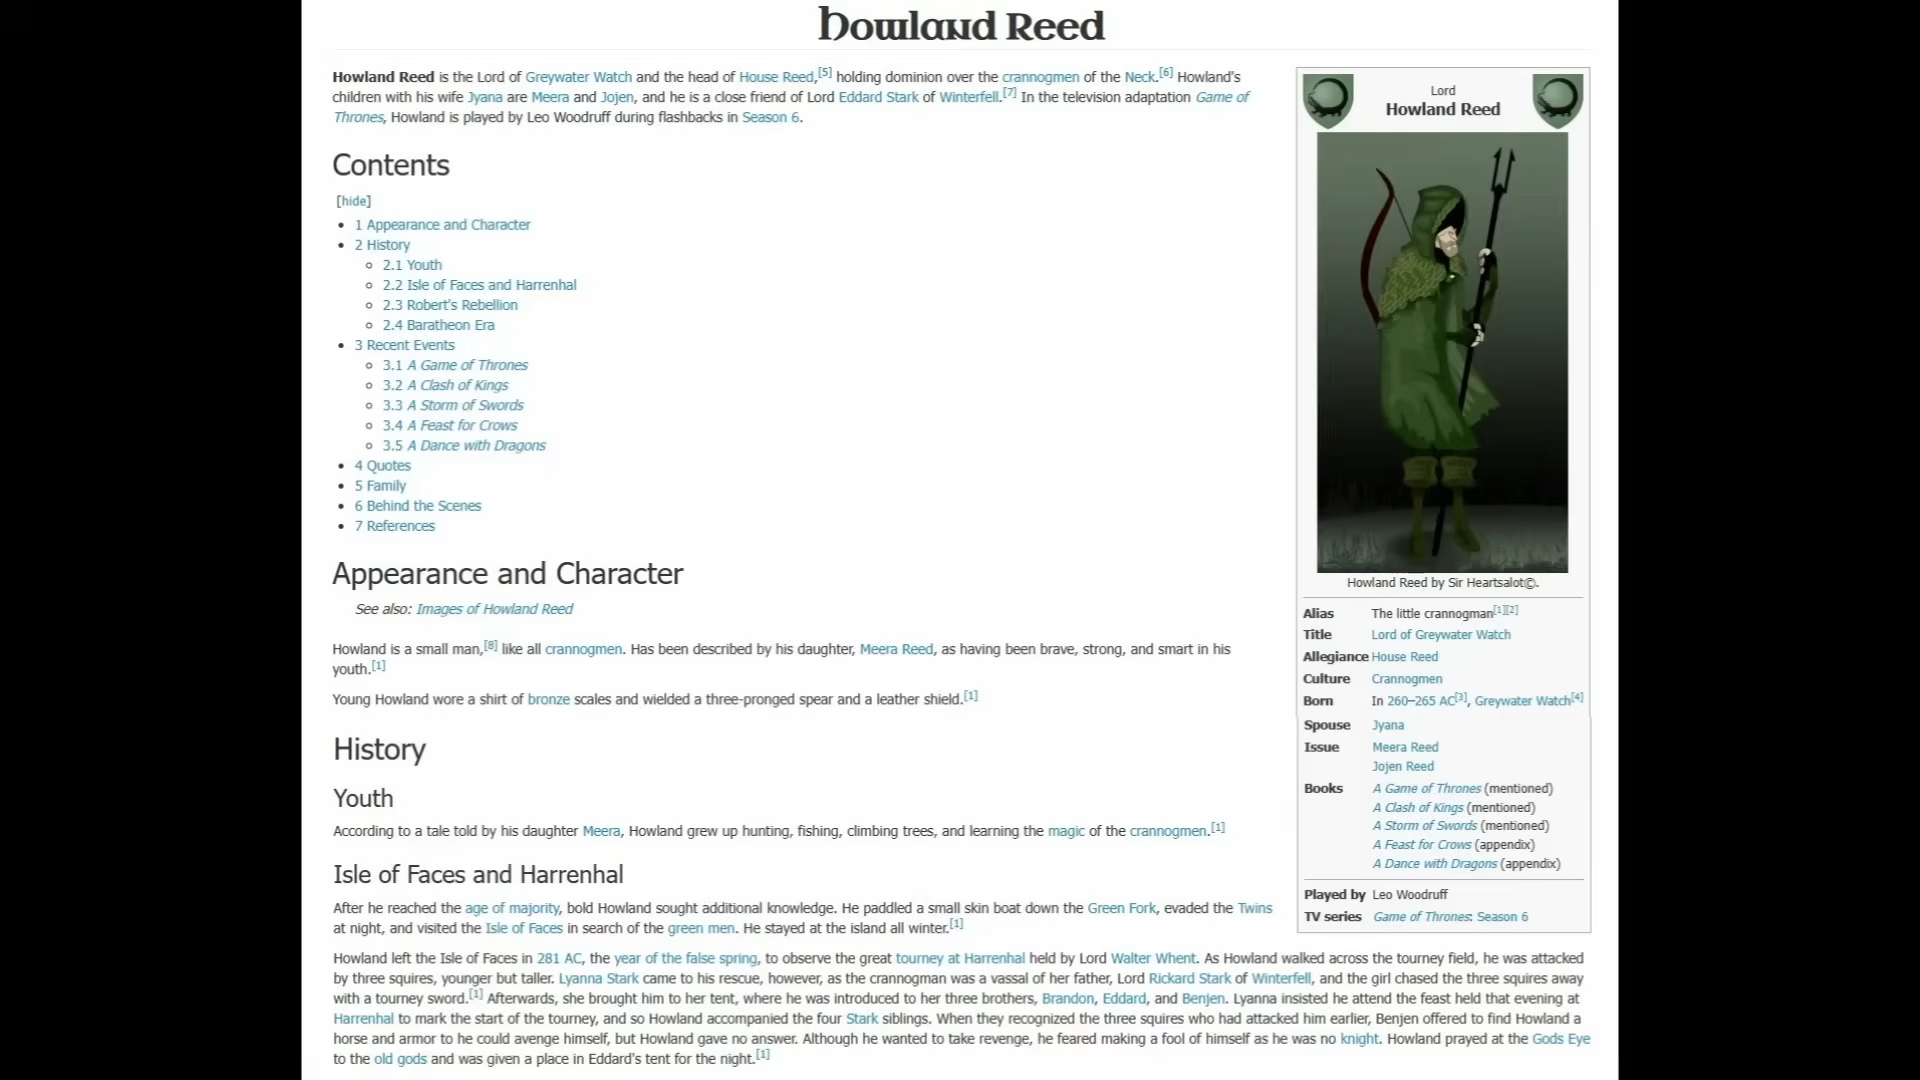 Howland Reed
Howland Reed is the Lord of Greywater Watch and the head of House Reed,[5] holding dominion over the crannogmen of the Neck.[6] Howland's
children with his wife Jyana are Meera and Jojen, and he is a close friend of Lord Eddard Stark of Winterfell.[7] In the television adaptation Game of
Thrones, Howland is played by Leo Woodruff during flashbacks in Season 6.
Contents
[hide]
1 Appearance and Character
2 History
2.1 Youth
2.2 Isle of Faces and Harrenhal
2.3 Robert's Rebellion
2.4 Baratheon Era
3 Recent Events
3.1 A Game of Thrones
3.2 A Clash of Kings
3.3 A Storm of Swords
3.4 A Feast for Crows
3.5 A Dance with Dragons
4 Quotes
5 Family
6 Behind the Scenes
7 References
Appearance and Character
See also: Images of Howland Reed
Howland is a small man,[8] like all crannogmen. Has been described by his daughter, Meera Reed, as having been brave, strong, and smart in his
youth.[1]
Young Howland wore a shirt of bronze scales and wielded a three-pronged spear and a leather shield.[1]
History
Youth
According to a tale told by his daughter Meera, Howland grew up hunting, fishing, climbing trees, and learning the magic of the crannogmen.[1]
Isle of Faces and Harrenhal
After he reached the age of majority, bold Howland sought additional knowledge. He paddled a small skin boat down the Green Fork, evaded the Twins
at night, and visited the Isle of Faces in search of the green men. He stayed at the island all winter.[1]
Howland left the Isle of Faces in 281 AC, the year of the false spring, to observe the great tourney at Harrenhal held by Lord Walter Whent. As Howland walked across the tourney field, he was attacked
by three squires, younger but taller. Lyanna Stark came to his rescue, however, as the crannogman was a vassal of her father, Lord Rickard Stark of Winterfell, and the girl chased the three squires away
with a tourney sword.[1] Afterwards, she brought him to her tent, where he was introduced to her three brothers, Brandon, Eddard, and Benjen. Lyanna insisted he attend the feast held that evening at
Harrenhal to mark the start of the tourney, and so Howland accompanied the four Stark siblings. When they recognized the three squires who had attacked him earlier, Benjen offered to find Howland a
horse and armor to he could avenge himself, but Howland gave no answer. Although he wanted to take revenge, he feared making a fool of himself as he was no knight. Howland prayed at the Gods Eye
to the old gods and was given a place in Eddard's tent for the night.[1]
Lord
Howland Reed
Howland Reed by Sir Heartsalot©.
Alias The little crannogman[1][2]
Title Lord of Greywater Watch
Allegiance House Reed
Culture Crannogmen
Born In 260–265 AC[3], Greywater Watch[4]
Spouse Jyana
Issue Meera Reed
Jojen Reed
Books A Game of Thrones (mentioned)
A Clash of Kings (mentioned)
A Storm of Swords (mentioned)
A Feast for Crows (appendix)
A Dance with Dragons (appendix)
Played by Leo Woodruff
TV series Game of Thrones: Season 6